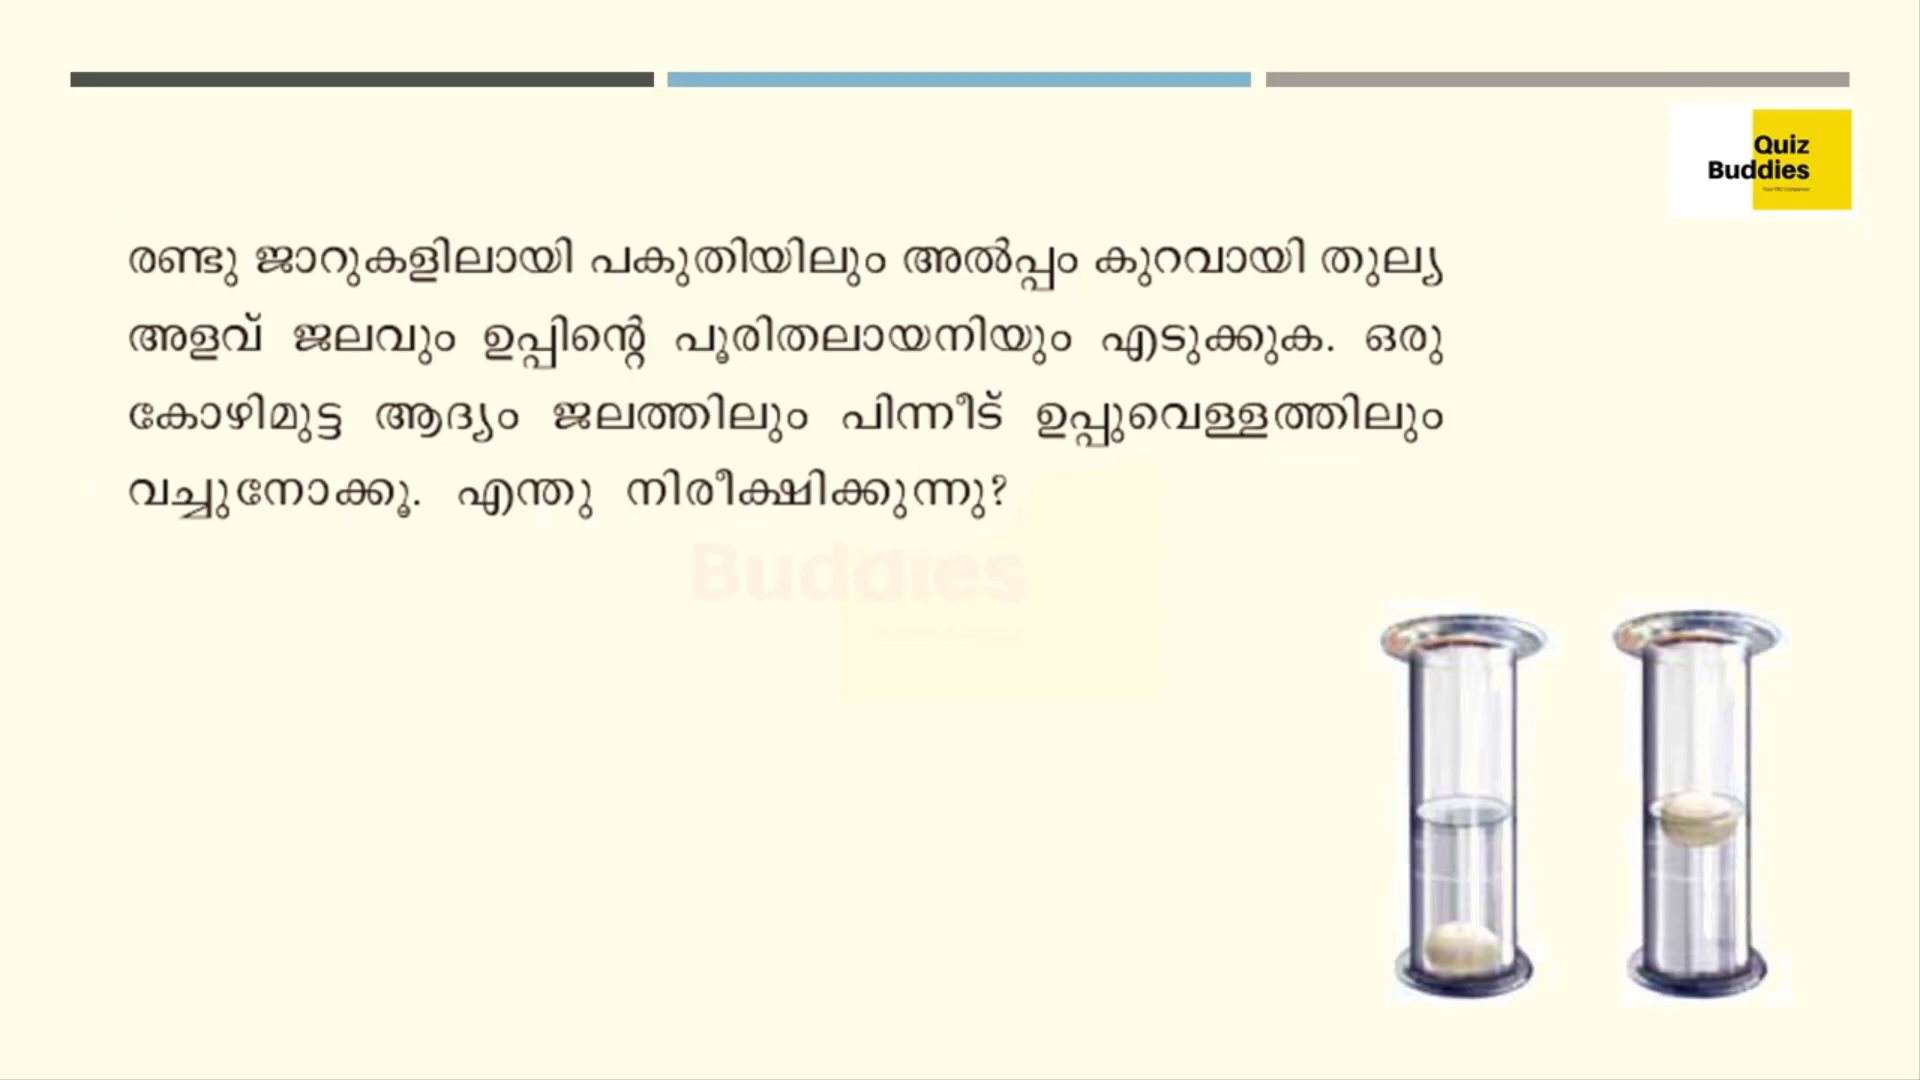 Quiz
Buddies
രണ്ടു ജാറുകളിലായി പകുതിയിലും അൽപ്പം കുറവായി തുല്യ
അളവ് ജലവും ഉപ്പിന്റെ പൂരിതലായനിയും എടുക്കുക. ഒരു
കോഴിമുട്ട ആദ്യം ജലത്തിലും പിന്നീട് ഉപ്പുവെള്ളത്തിലും
വച്ചുനോക്കൂ. എന്തു നിരീക്ഷിക്കുന്നു?
Buddies